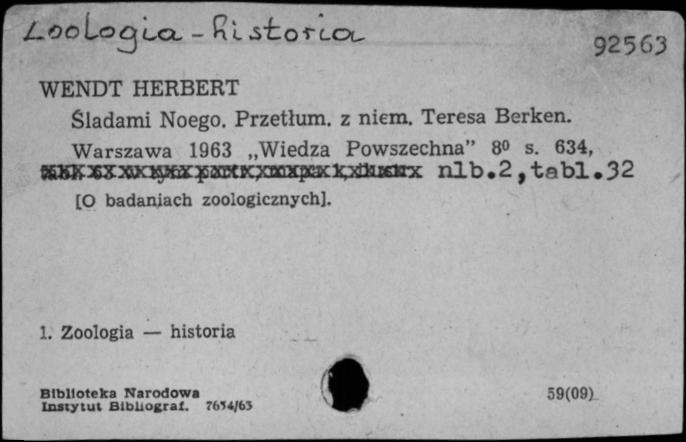 Zoologia - historia
92563
WENDT HERBERT
Śladami Noego. Przetłum. z niem. Teresa Berken.
Warszawa 1963 „Wiedza Powszechna” 8⁰ s. 634,
nlb.2,tabl.32
[O badaniach zoologicznych].
1. Zoologia — historia
Biblioteka Narodowa
Instytut Bibliograf. 7654/63
59(09)